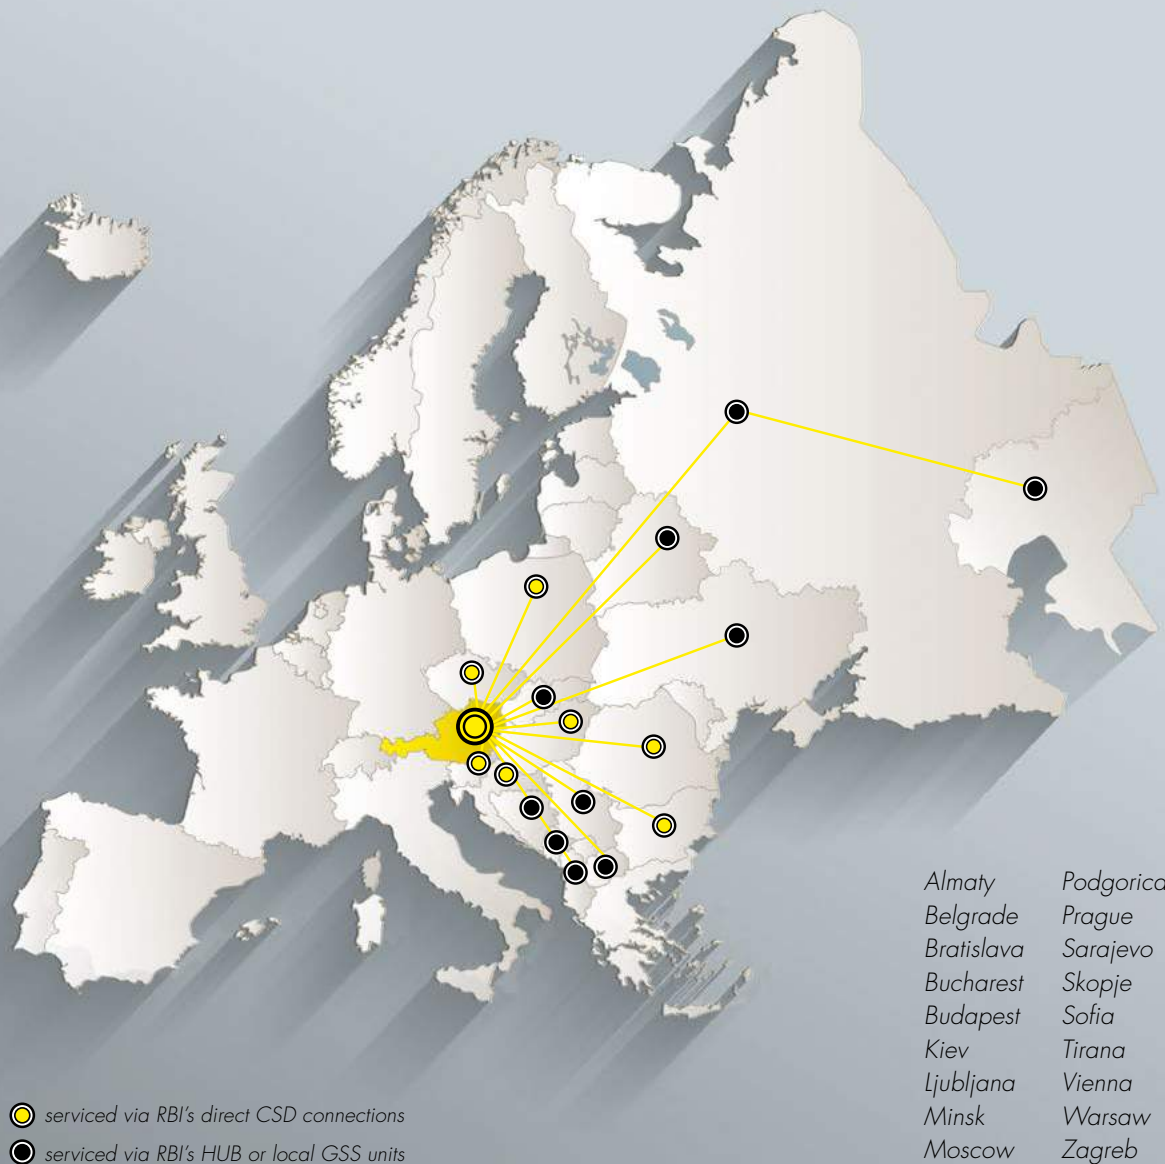 Almaty
Belgrade
Bratislava
Bucharest
Budapest
Kiev
Ljubljana
Minsk
Moscow
Podgorica
Prague
Sarajevo
Skopje
Sofia
Tirana
Vienna
Warsaw
Zagreb
serviced via RBI's direct CSD connections
serviced via RBI's HUB or local GSS units